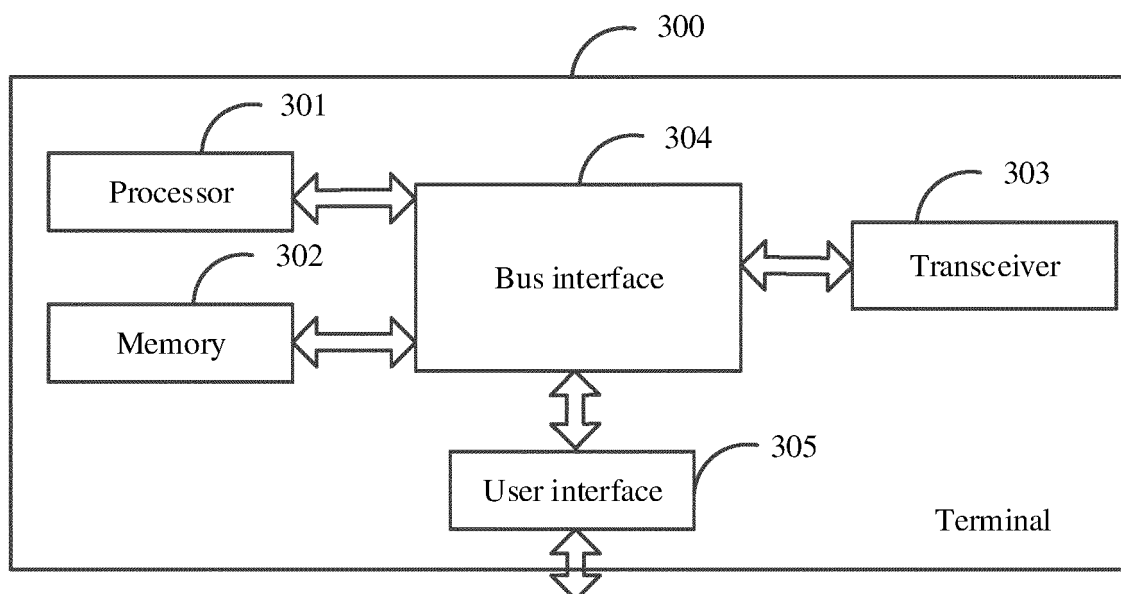 300
301
Processor
304
303
Transceiver
302
Bus interface
Memory
305
User interface
Terminal